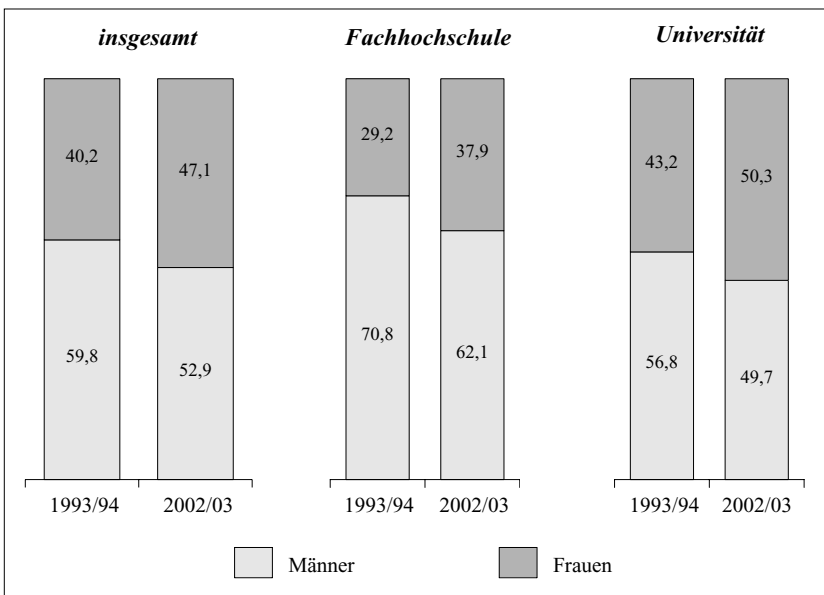 insgesamt Fachhochschule Universität
40,2 47,1 29,2 37,9 43,2 50,3
59,8 52,9 70,8 62,1 56,8 49,7
1993/94 2002/03 1993/94 2002/03 1993/94 2002/03
Männer Frauen